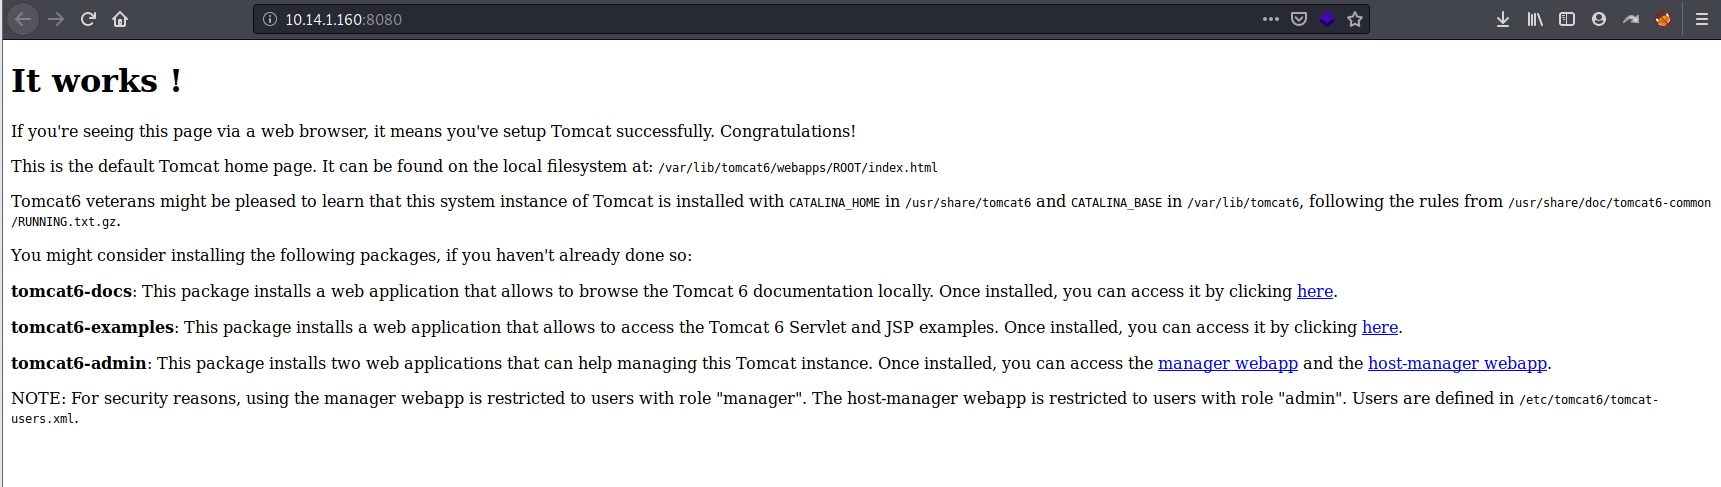 10.14.1.160:8080
It works !
If you're seeing this page via a web browser, it means you've setup Tomcat successfully. Congratulations!
This is the default Tomcat home page. It can be found on the local filesystem at: /var/lib/tomcat6/webapps/ROOT/index.html
Tomcat6 veterans might be pleased to learn that this system instance of Tomcat is installed with CATALINA_HOME in /usr/share/tomcat6 and CATALINA_BASE in /var/lib/tomcat6, following the rules from /usr/share/doc/tomcat6-common
/RUNNING.txt.gz.
You might consider installing the following packages, if you haven't already done so:
tomcat6-docs: This package installs a web application that allows to browse the Tomcat 6 documentation locally. Once installed, you can access it by clicking here.
tomcat6-examples: This package installs a web application that allows to access the Tomcat 6 Servlet and JSP examples. Once installed, you can access it by clicking here.
tomcat6-admin: This package installs two web applications that can help managing this Tomcat instance. Once installed, you can access the manager webapp and the host-manager webapp.
NOTE: For security reasons, using the manager webapp is restricted to users with role "manager". The host-manager webapp is restricted to users with role "admin". Users are defined in /etc/tomcat6/tomcat-
users.xml.